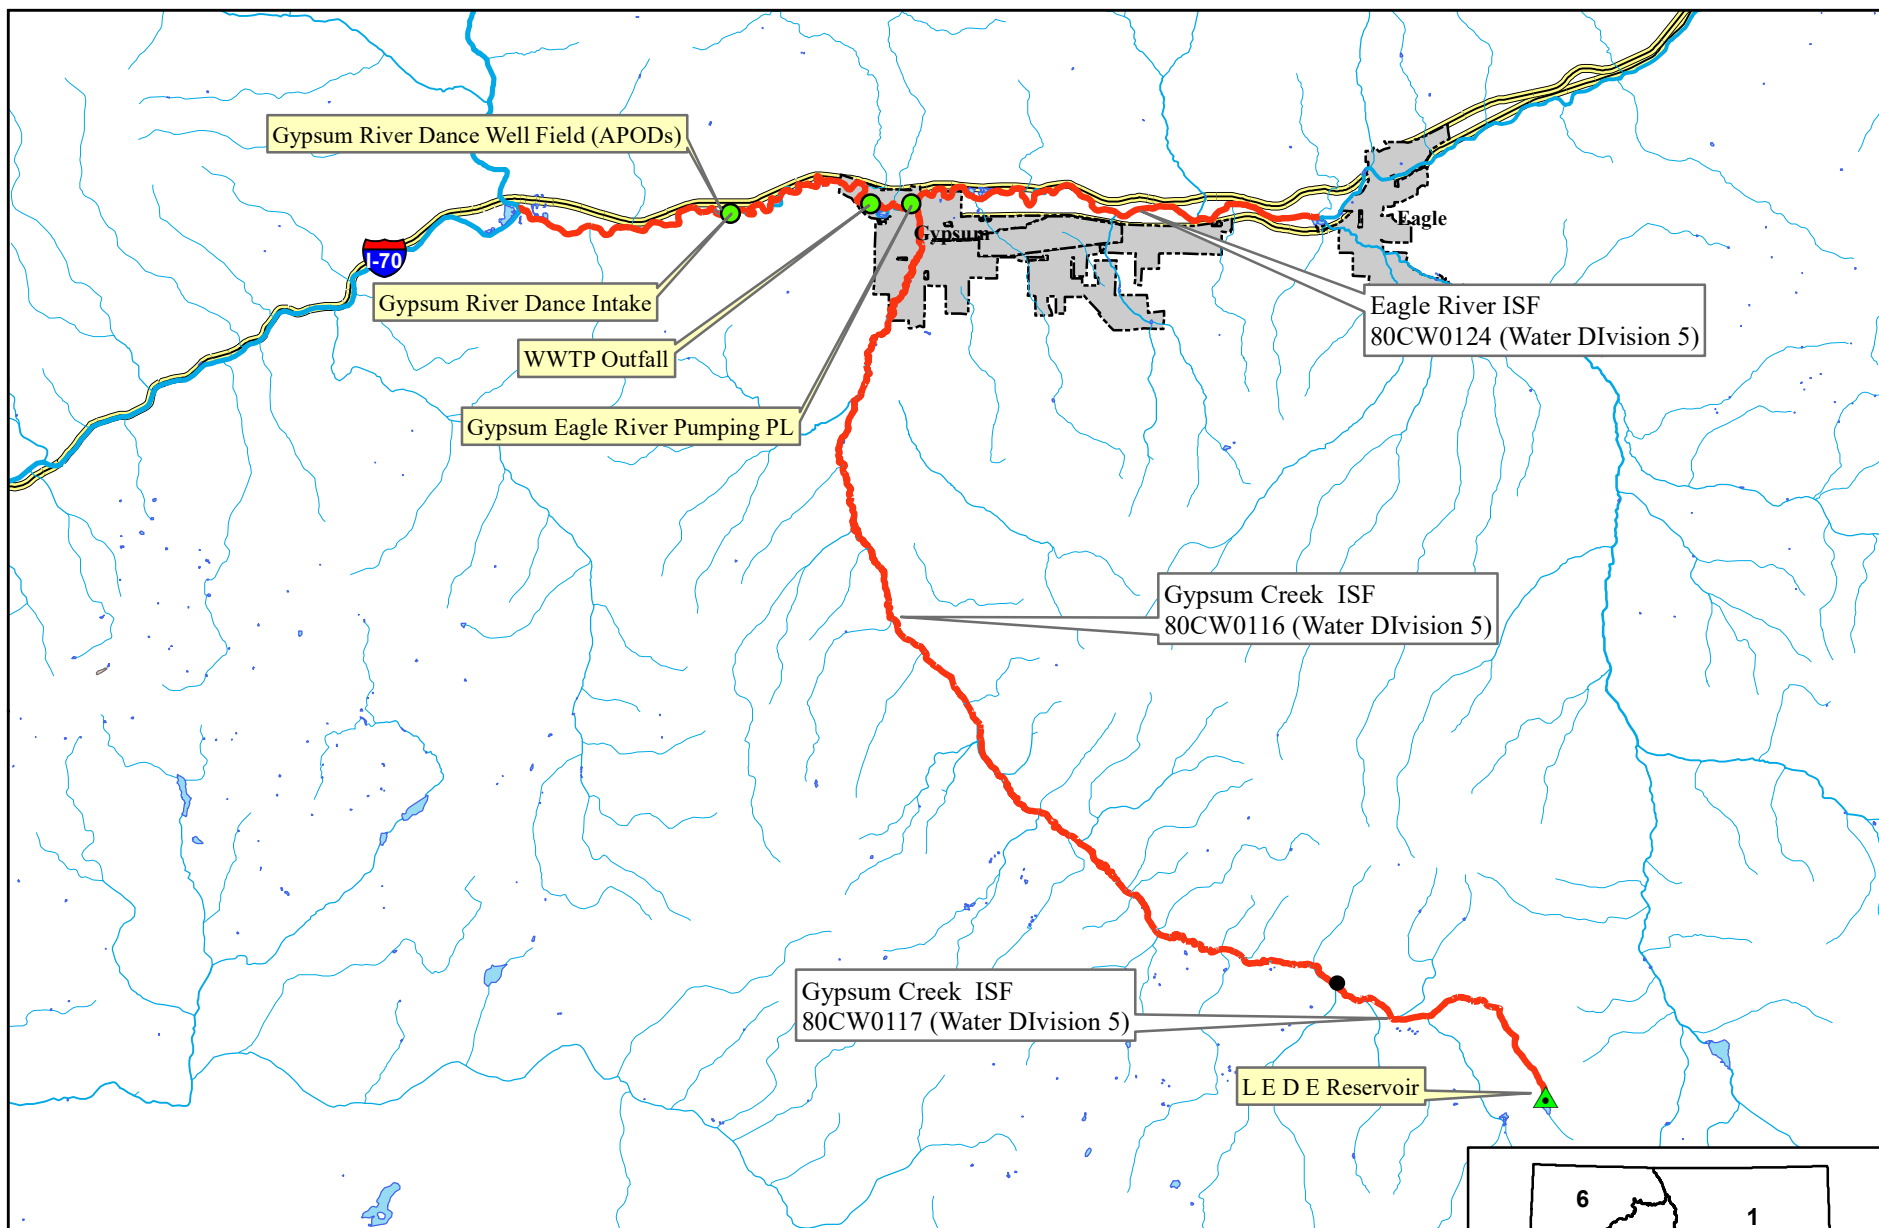 Gypsum River Dance Well Field (APODs)
I-70
Gypsum
Eagle
Gypsum River Dance Intake
Eagle River ISF
80CW0124 (Water DIvision 5)
WWTP Outfall
Gypsum Eagle River Pumping PL
Gypsum Creek ISF
80CW0116 (Water DIvision 5)
Gypsum Creek ISF
80CW0117 (Water DIvision 5)
L E D E Reservoir
6
1